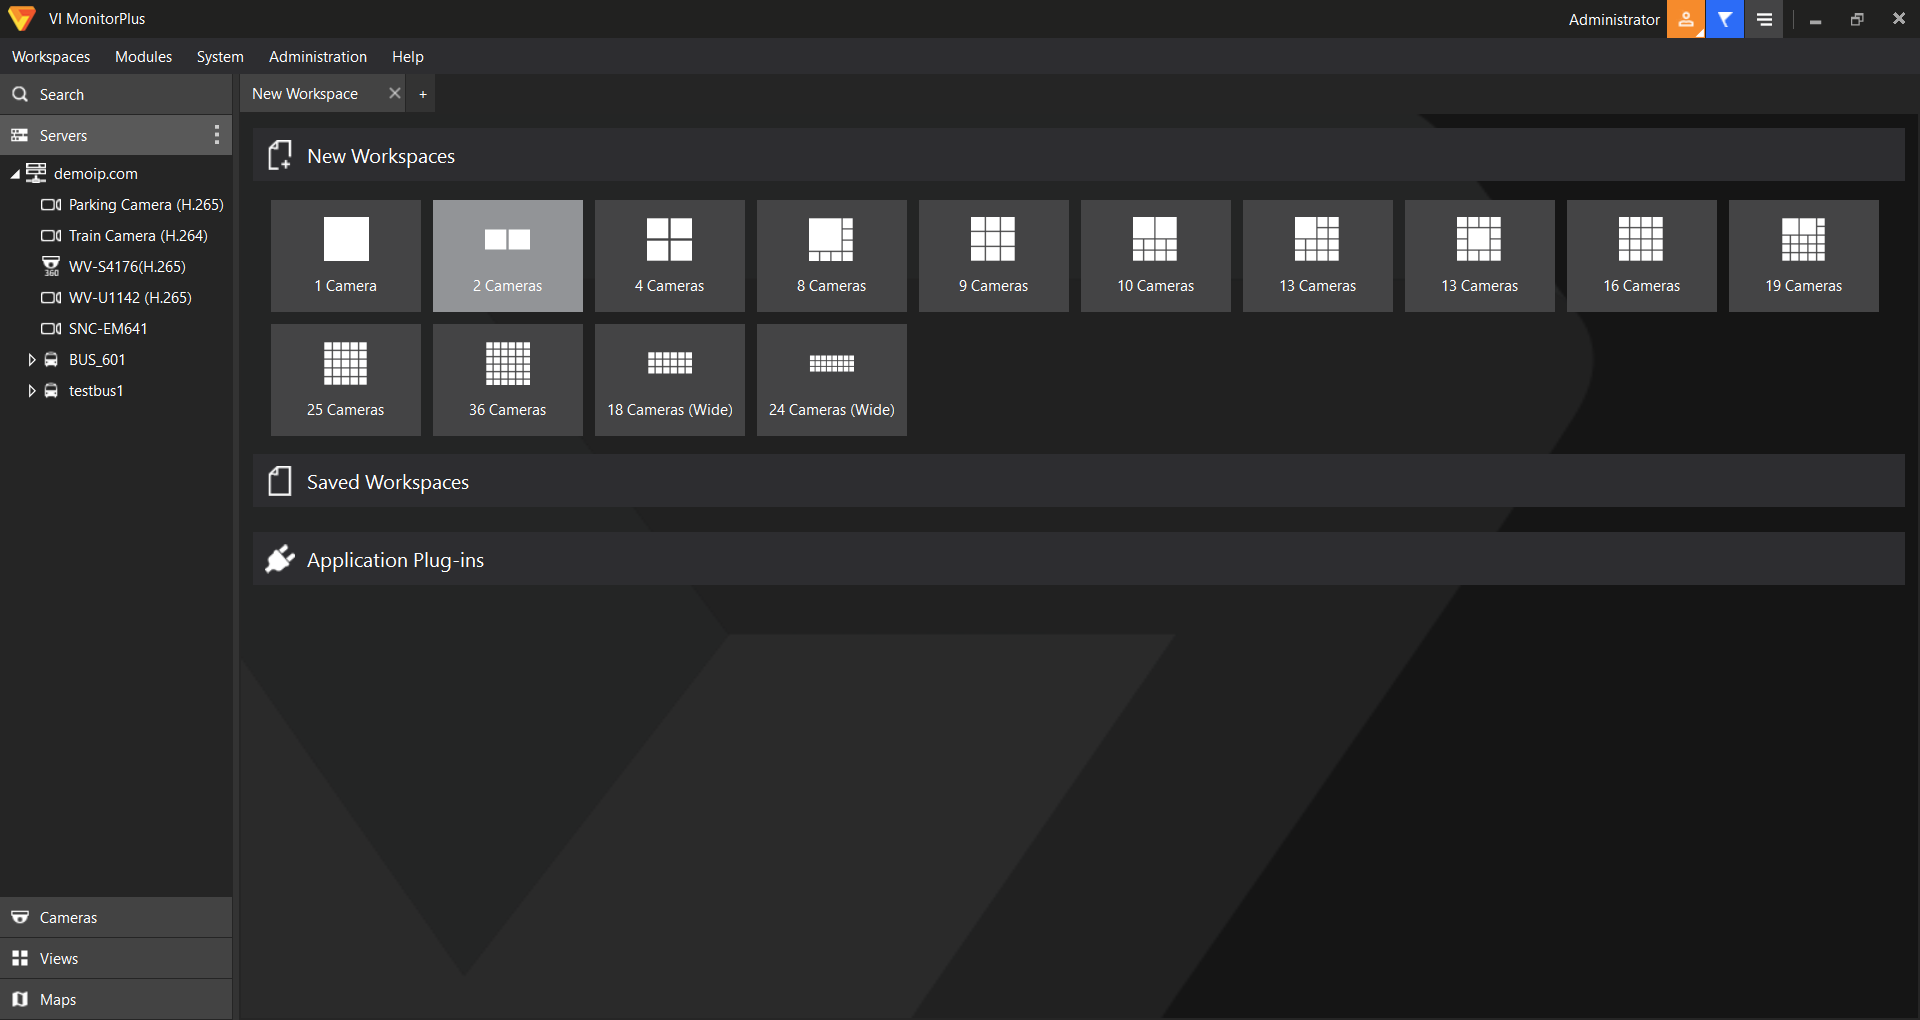 VI MonitorPlus
Administrator
Workspaces Modules System Administration Help
Search
Servers
demoip.com
Parking Camera (H.265)
Train Camera (H.264)
360
WV-S4176(H.265)
WV-U1142 (H.265)
SNC-EM641
BUS_601
testbus1
Cameras
Views
Maps
New Workspace +
New Workspaces
1 Camera
2 Cameras
4 Cameras
8 Cameras
9 Cameras
10 Cameras
13 Cameras
13 Cameras
16 Cameras
19 Cameras
25 Cameras
36 Cameras
18 Cameras (Wide)
24 Cameras (Wide)
Saved Workspaces
Application Plug-ins